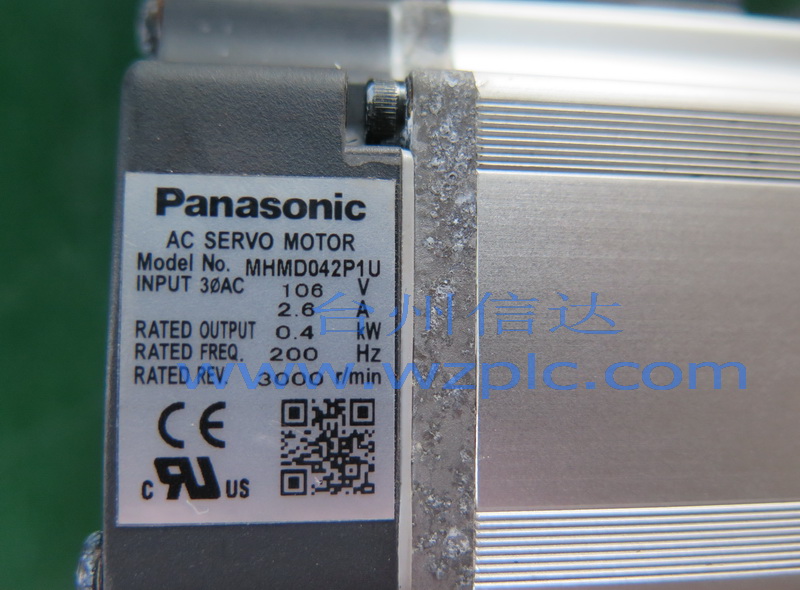 Panasonic
AC SERVO MOTOR
Model No. MHMD042P1U
INPUT 3øAC 106 V
2.6 A
RATED OUTPUT 0.4 kW
RATED FREQ. 200 Hz
RATED REV. 3000 r/min
CE
c RU US
台州信达
www.wzplc.com